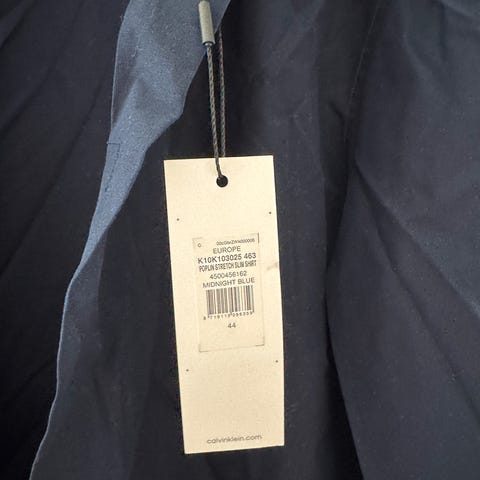 EUROPE
K10K103025 463
POPLIN STRETCH SLIM SHIRT
4500456162
MIDNIGHT BLUE
44
calvinklein.com